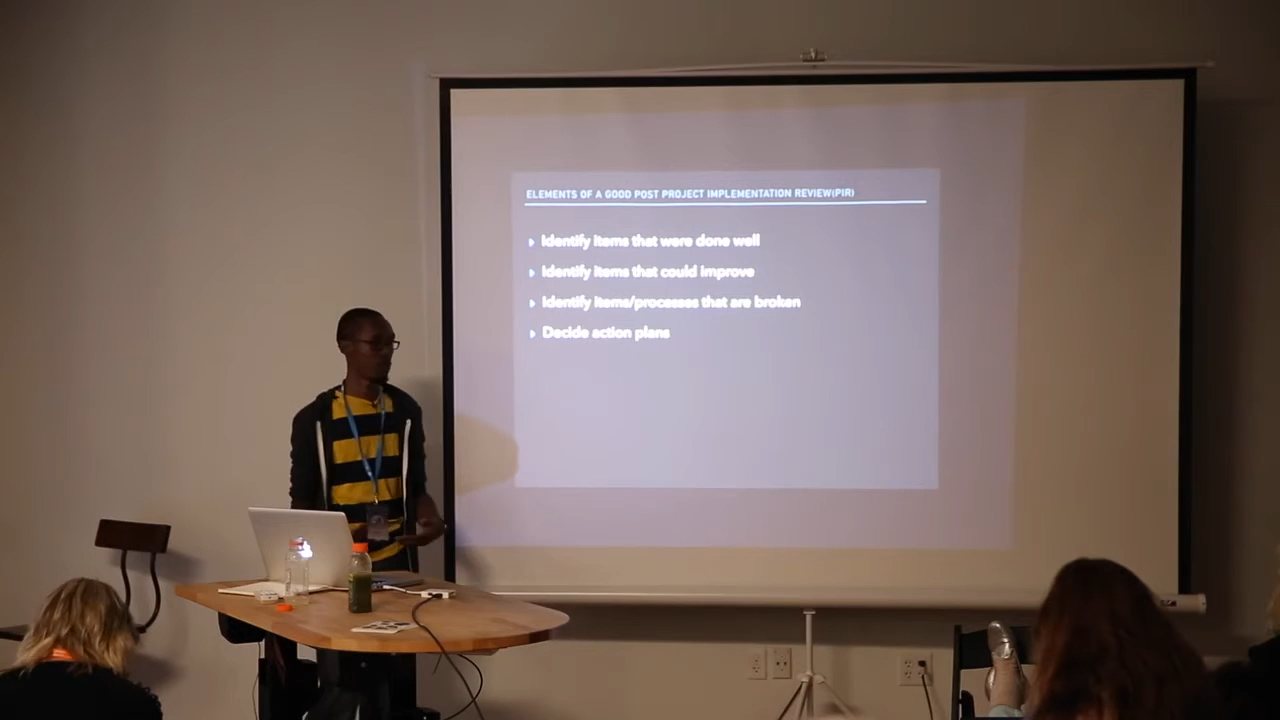 ELEMENTS OF A GOOD POST PROJECT IMPLEMENTATION REVIEW(PIR)
Identify items that were done well
Identify items that could improve
Identify items/processes that are broken
Decide action plans